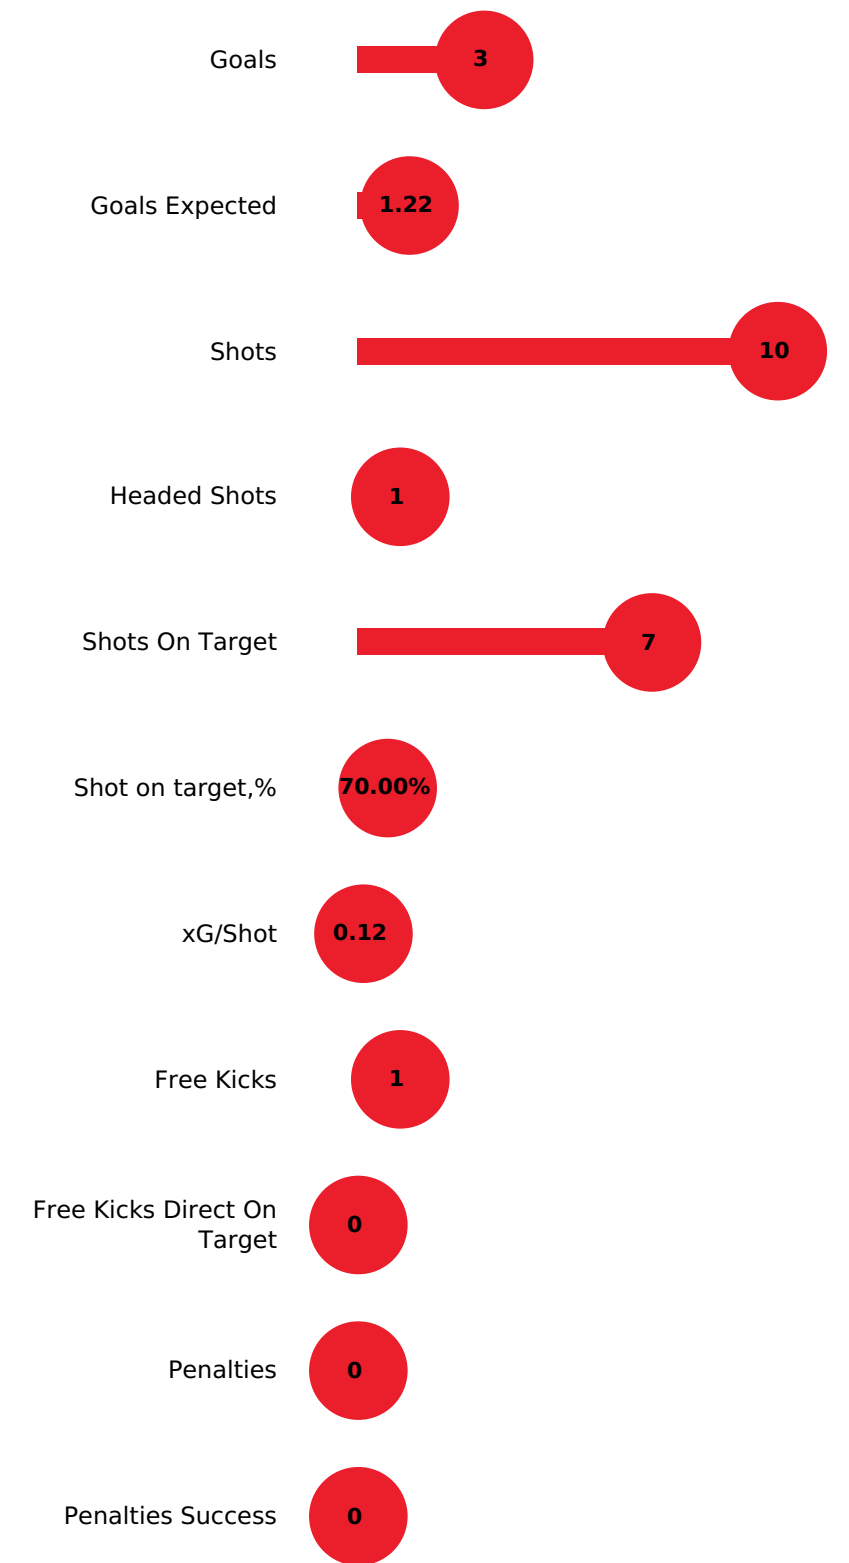 Goals 3
Goals Expected 1.22
Shots 10
Headed Shots 1
Shots On Target 7
Shot on target,% 70.00%
xG/Shot 0.12
Free Kicks 1
Free Kicks Direct On
Target 0
Penalties 0
Penalties Success 0